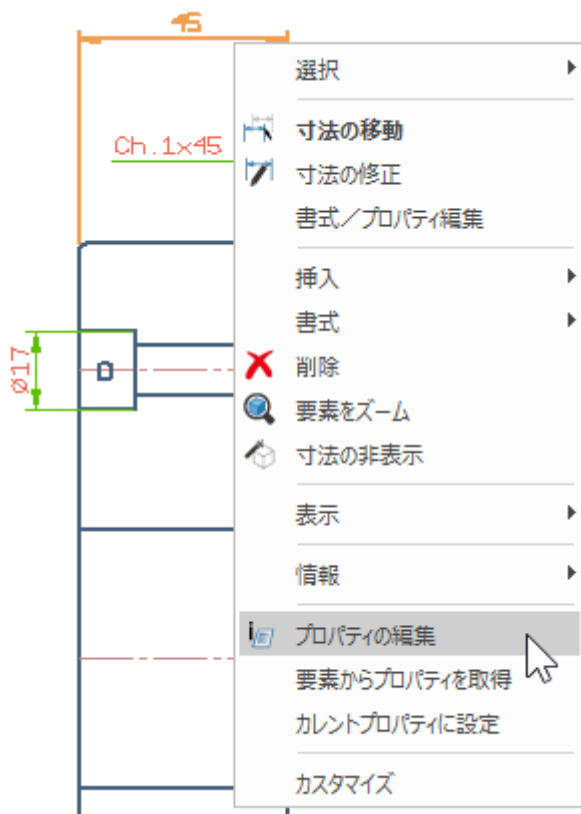 45
選択
寸法の移動
Ch.1x45
寸法の修正
書式／プロパティ編集
挿入
書式
Ø17
D
削除
要素をズーム
寸法の非表示
表示
情報
プロパティの編集
要素からプロパティを取得
カレントプロパティに設定
カスタマイズ